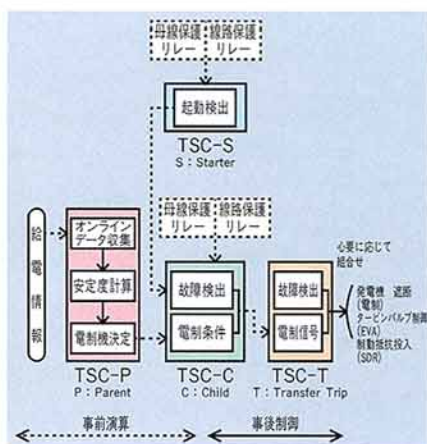 母線保護 線路保護
リレー リレー
起動検出
TSC-S
S：Starter
母線保護 線路保護
リレー リレー
給電情報
オンライン
データ収集
安定度計算
電制機決定
TSC-P
P：Parent
故障検出
電制条件
TSC-C
C：Child
故障検出
電制信号
TSC-T
T：Transfer Trip
心要に応じて
組合せ
発電機 遮断
(電制)
タービンバルブ制御
(EVA)
制動抵抗投入
(SDR)
事前演算
事後制御